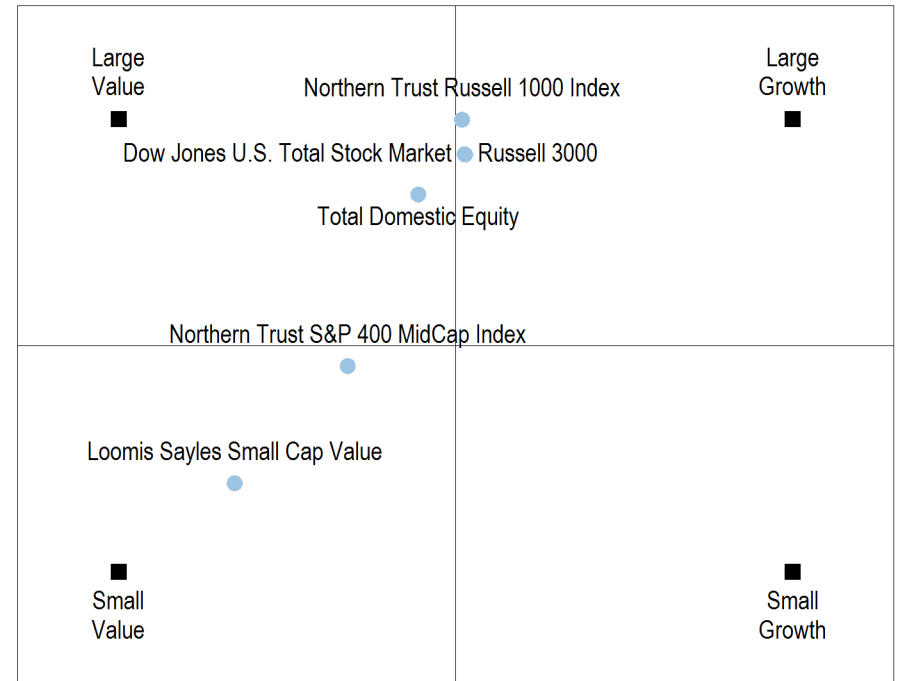 Large
Value
Large
Growth
Northern Trust Russell 1000 Index
Dow Jones U.S. Total Stock Market
Russell 3000
Total Domestic Equity
Northern Trust S&P 400 MidCap Index
Loomis Sayles Small Cap Value
Small
Value
Small
Growth